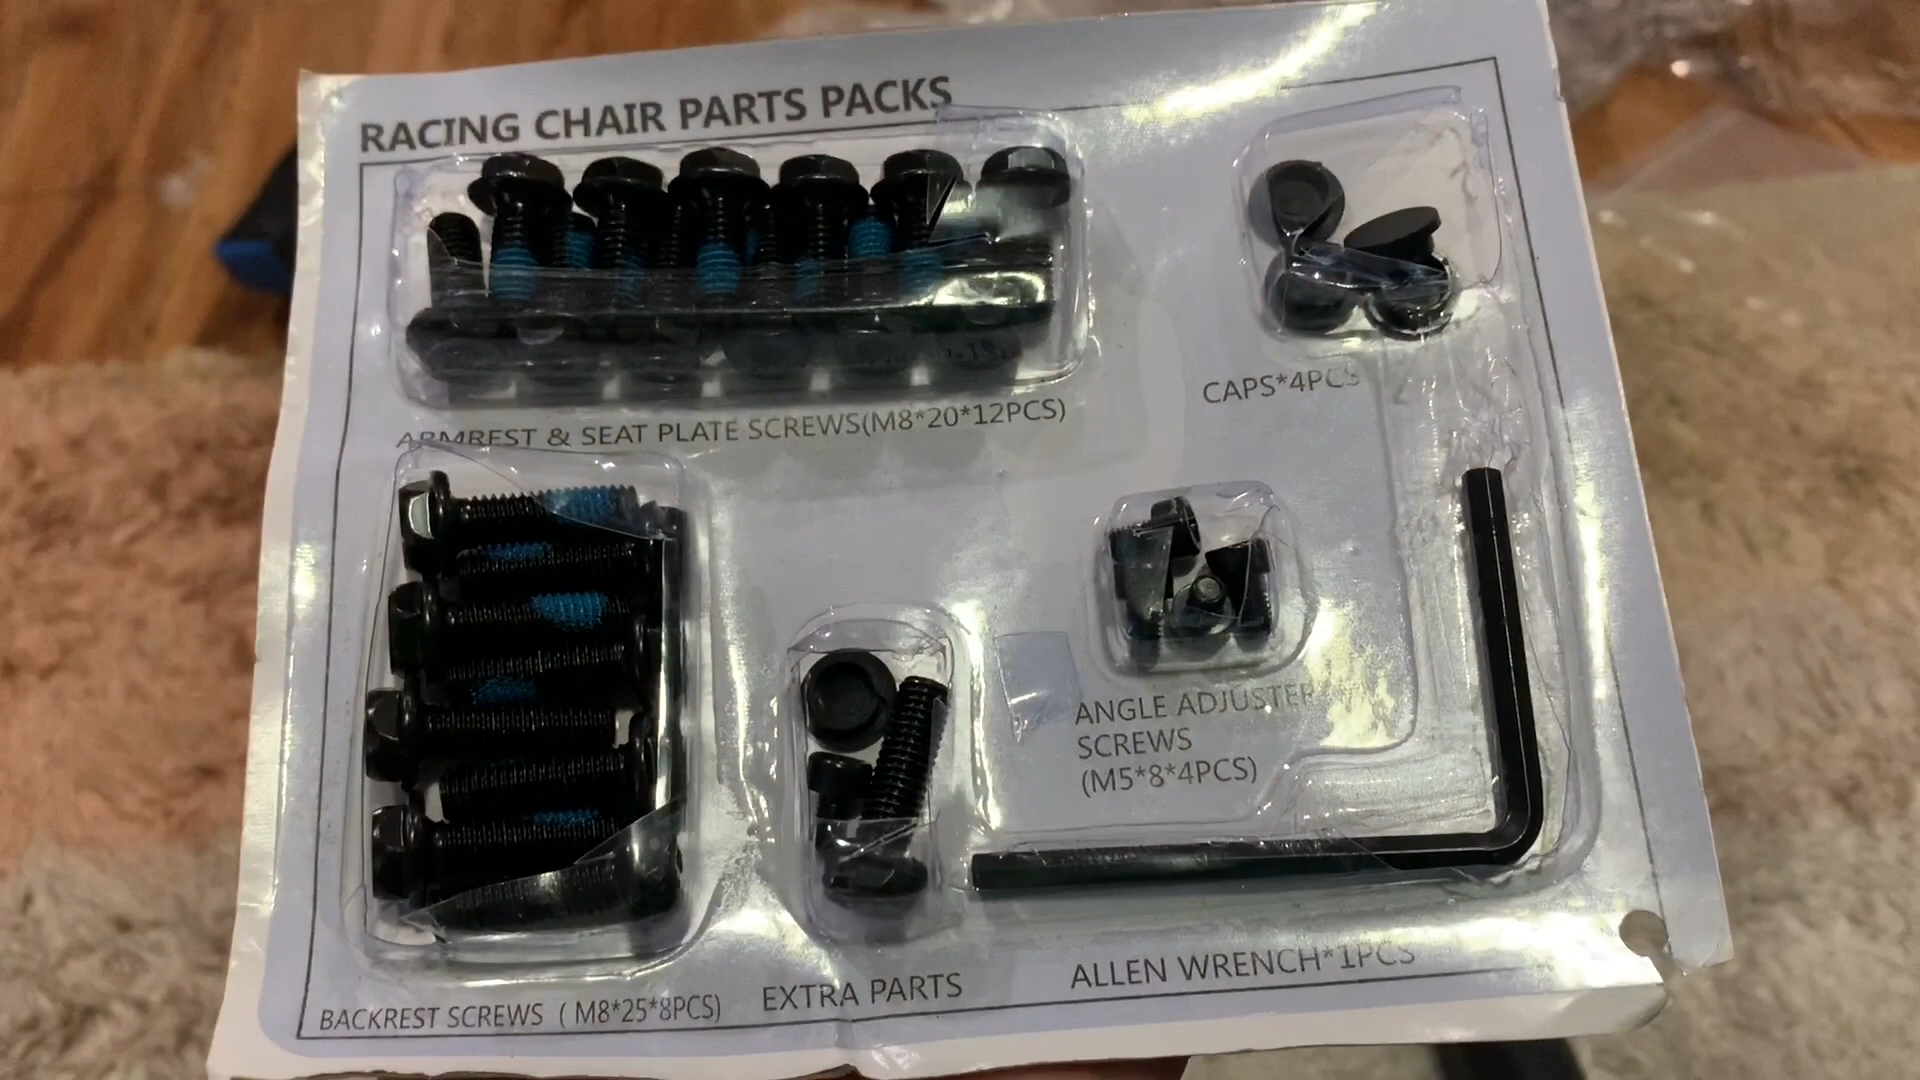 RACING CHAIR PARTS PACKS
ARMREST & SEAT PLATE SCREWS(M8*20*12PCS)
CAPS*4PCS
ANGLE ADJUSTER
SCREWS
(M5*8*4PCS)
BACKREST SCREWS ( M8*25*8PCS)
EXTRA PARTS
ALLEN WRENCH*1PCS